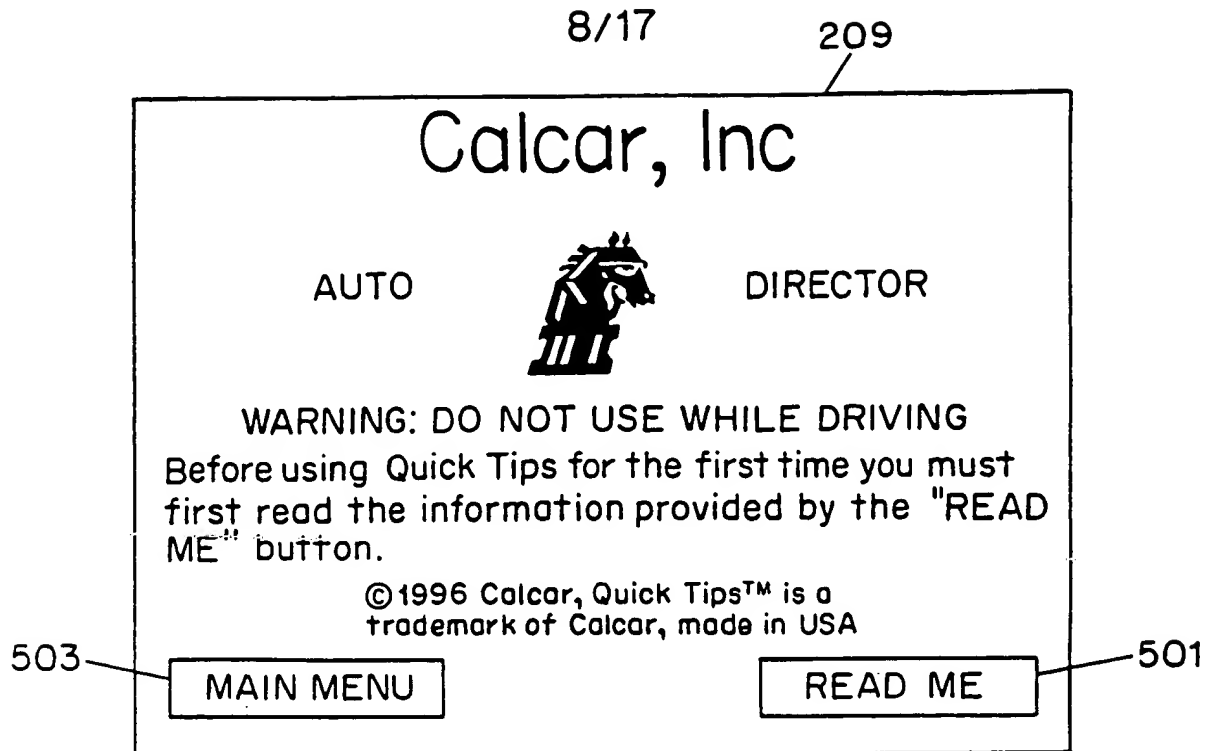 8/17
209
Calcar, Inc
AUTO DIRECTOR
WARNING: DO NOT USE WHILE DRIVING
Before using Quick Tips for the first time you must
first read the information provided by the "READ
ME" button.
©1996 Calcar, Quick Tips™ is a
trademark of Calcar, made in USA
503 MAIN MENU READ ME 501